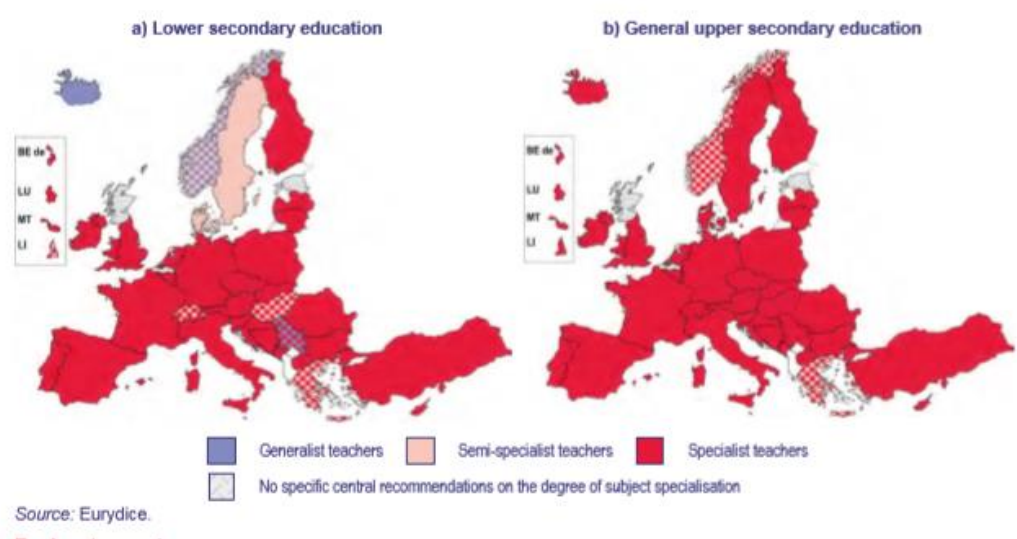 a) Lower secondary education
b) General upper secondary education
BE de
LU
MT
LI
BE de
LU
MT
LI
Generalist teachers
Semi-specialist teachers
Specialist teachers
No specific central recommendations on the degree of subject specialisation
Source: Eurydice.